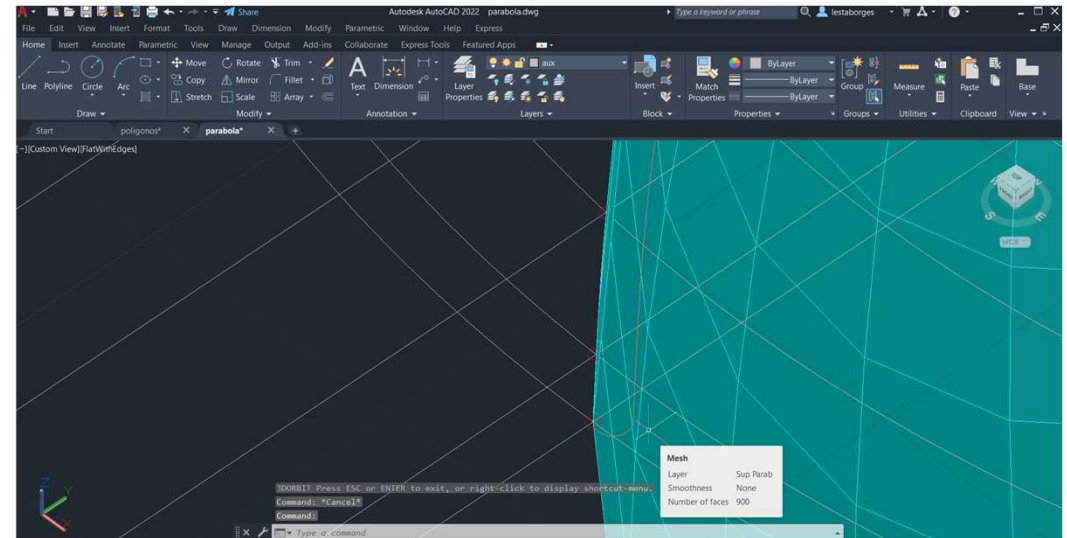 Share
Autodesk AutoCAD 2022 parabola.dwg
Type a keyword or phrase
lestaborges
File Edit View Insert Format Tools Draw Dimension Modify Parametric Window Help Express
Home Insert Annotate Parametric View Manage Output Add-ins Collaborate Express Tools Featured Apps
Move Rotate Trim
Copy Mirror Fillet
Stretch Scale Array
Line Polyline Circle Arc
Text Dimension
Layer
Properties
aux
Insert
Match
Properties
ByLayer
ByLayer
ByLayer
Group
Measure
Paste
Base
Draw Modify Annotation Layers Block Properties Groups Utilities Clipboard View
Start poligonos* parabola*
[−][Custom View][FlatWithEdges]
TOP
WCS
Mesh
Layer Sup Parab
Smoothness None
Number of faces 900
Z
Y
X
3DORBIT Press ESC or ENTER to exit, or right-click to display shortcut-menu.
Command: *Cancel*
Command:
Type a command